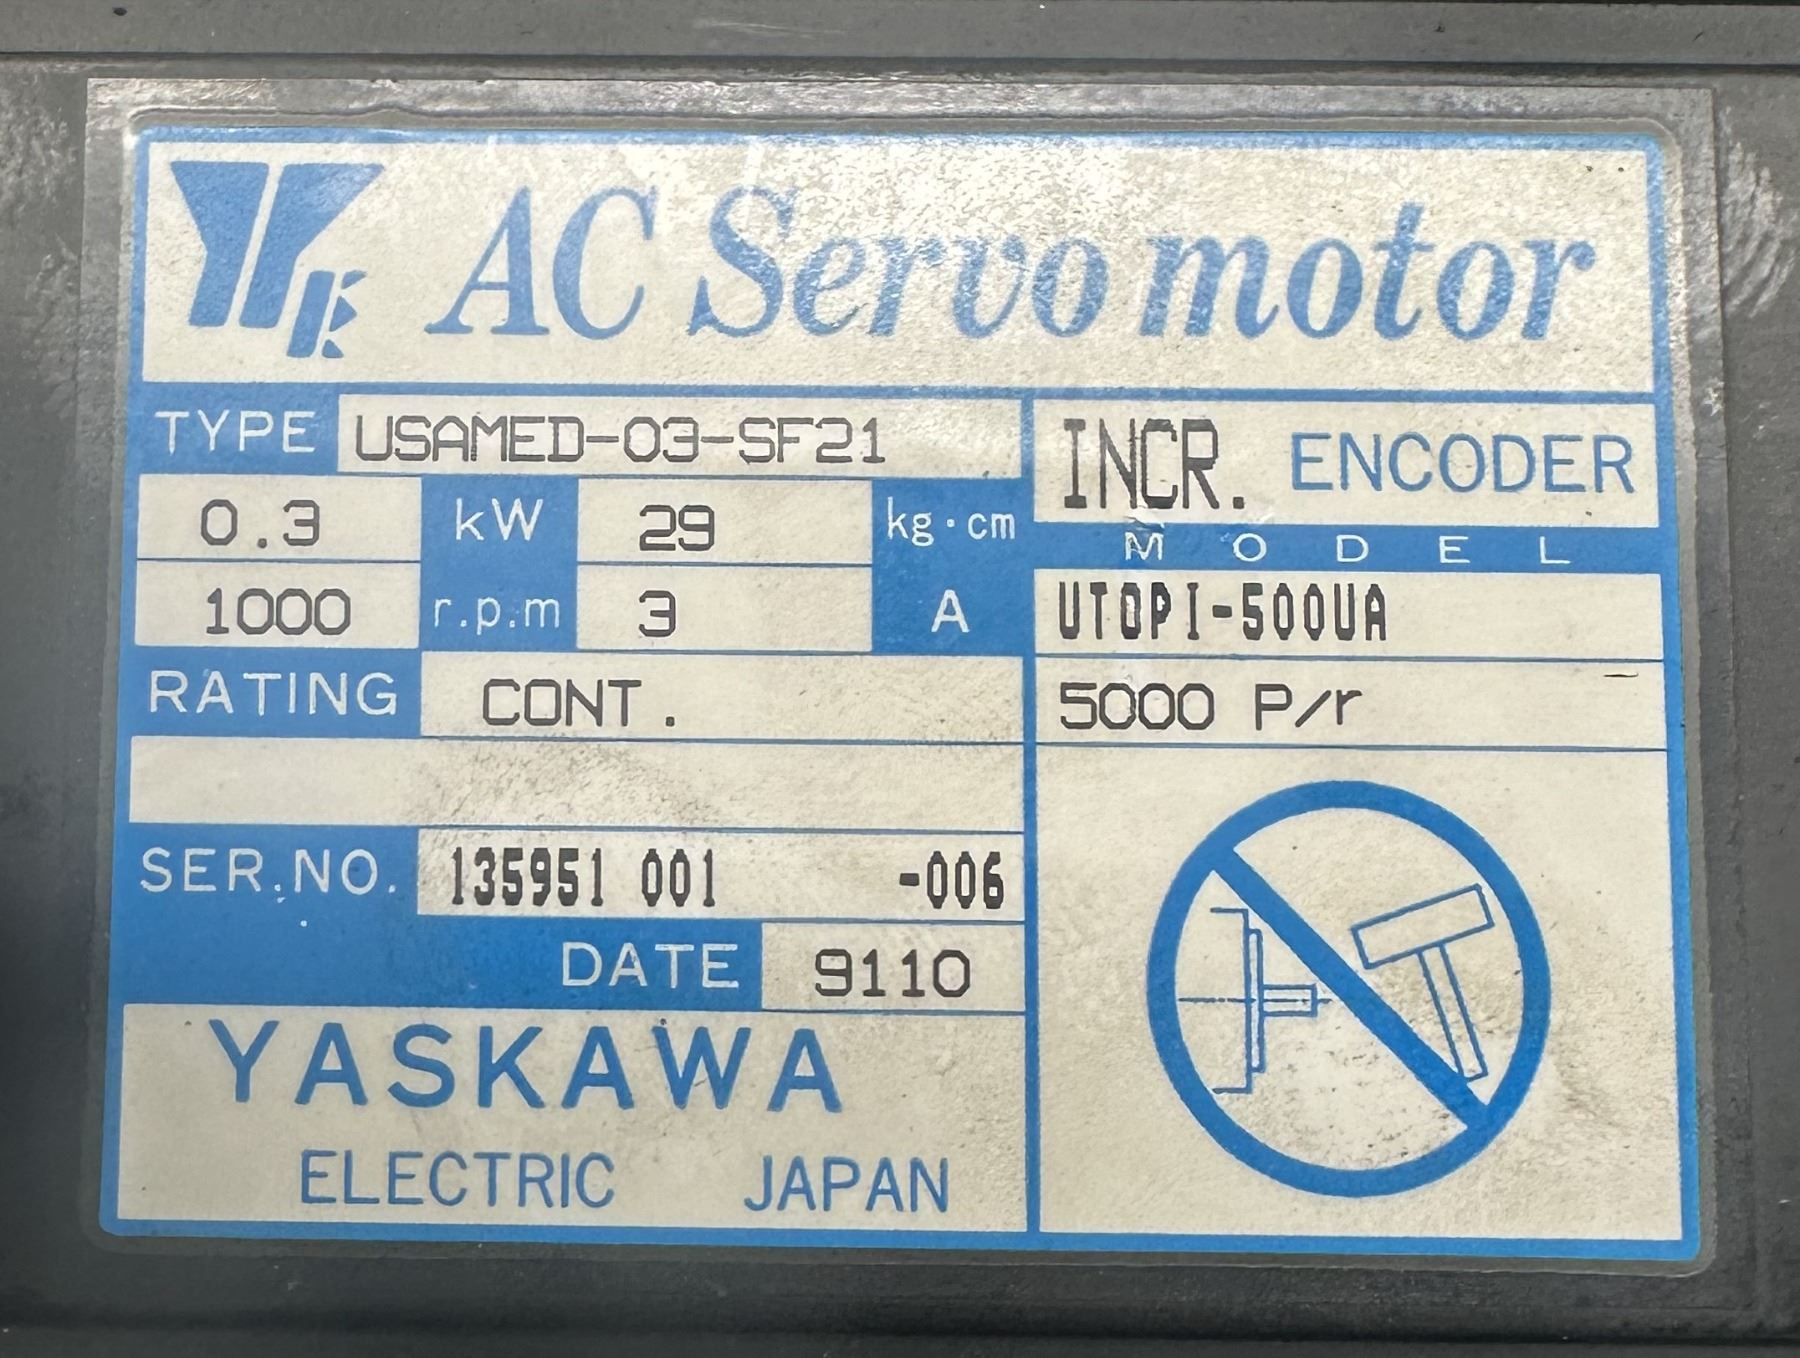 YE AC Servo motor
TYPE USAMED-03-SF21
0.3 kW 29 kg·cm
1000 r.p.m 3 A
RATING CONT.
SER.NO. 135951 001 -006
DATE 9110
YASKAWA
ELECTRIC JAPAN
INCR. ENCODER
MODEL
UTOPI-500UA
5000 P/r